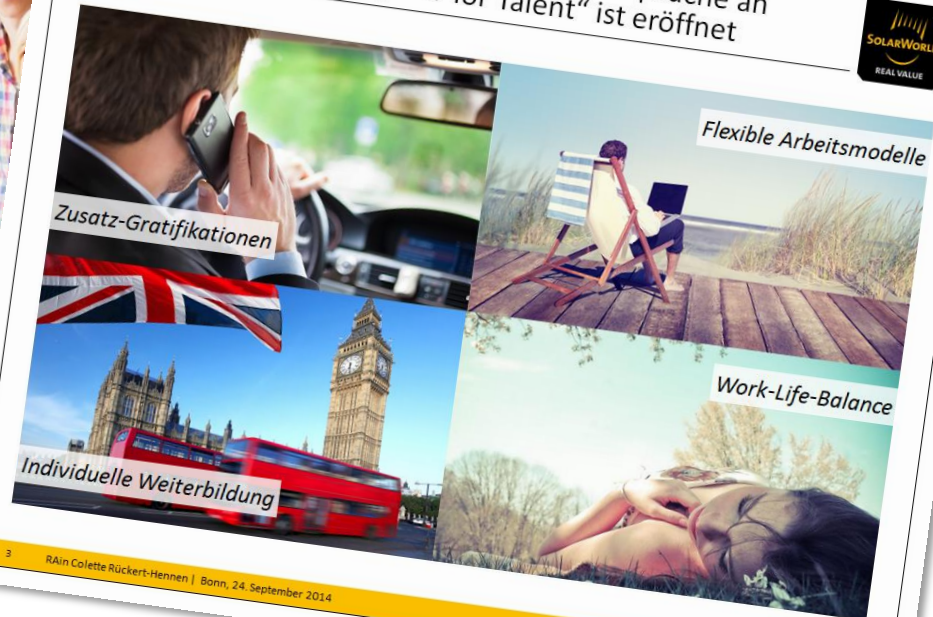 an
for Talent“ ist eröffnet
SOLARWORLD
REAL VALUE
Zusatz-Gratifikationen
Flexible Arbeitsmodelle
Individuelle Weiterbildung
Work-Life-Balance
3 RAin Colette Rückert-Hennen | Bonn, 24. September 2014